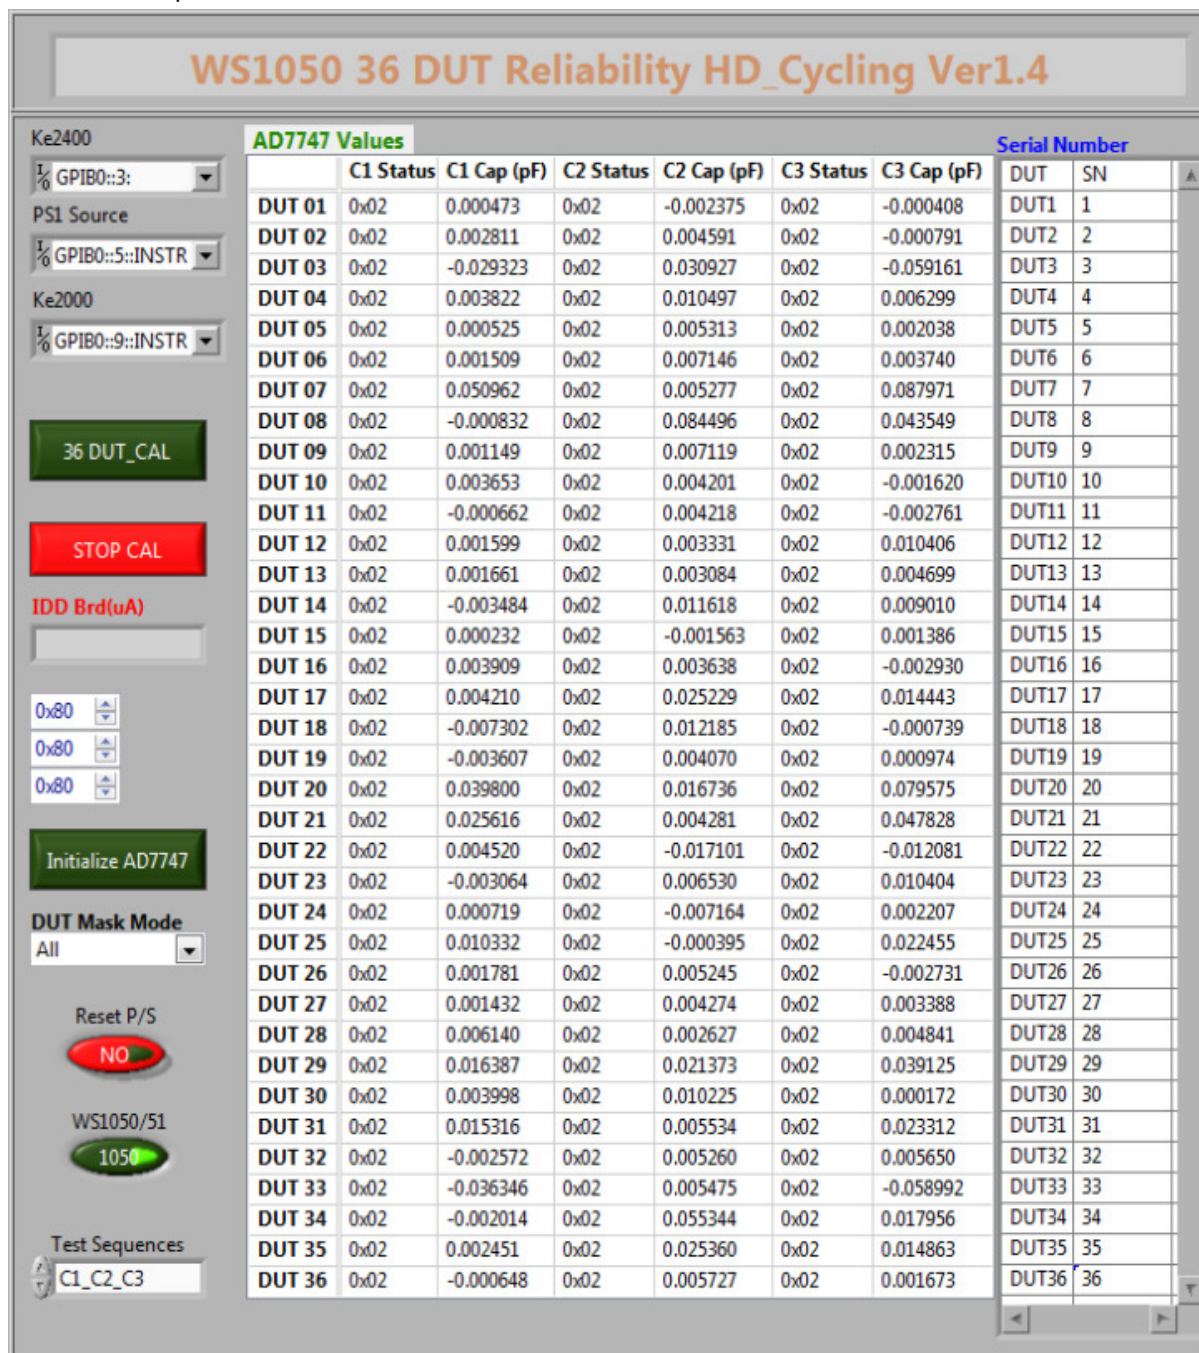 WS1050 36 DUT Reliability HD_Cycling Ver1.4
Ke2400
GPIB0::3:
PS1 Source
GPIB0::5::INSTR
Ke2000
GPIB0::9::INSTR
36 DUT_CAL
STOP CAL
IDD Brd(uA)
0x80
0x80
0x80
Initialize AD7747
DUT Mask Mode
All
Reset P/S
NO
WS1050/51
1050
Test Sequences
C1_C2_C3
AD7747 Values
C1 Status C1 Cap (pF) C2 Status C2 Cap (pF) C3 Status C3 Cap (pF)
DUT 01 0x02 0.000473 0x02 -0.002375 0x02 -0.000408
DUT 02 0x02 0.002811 0x02 0.004591 0x02 -0.000791
DUT 03 0x02 -0.029323 0x02 0.030927 0x02 -0.059161
DUT 04 0x02 0.003822 0x02 0.010497 0x02 0.006299
DUT 05 0x02 0.000525 0x02 0.005313 0x02 0.002038
DUT 06 0x02 0.001509 0x02 0.007146 0x02 0.003740
DUT 07 0x02 0.050962 0x02 0.005277 0x02 0.087971
DUT 08 0x02 -0.000832 0x02 0.084496 0x02 0.043549
DUT 09 0x02 0.001149 0x02 0.007119 0x02 0.002315
DUT 10 0x02 0.003653 0x02 0.004201 0x02 -0.001620
DUT 11 0x02 -0.000662 0x02 0.004218 0x02 -0.002761
DUT 12 0x02 0.001599 0x02 0.003331 0x02 0.010406
DUT 13 0x02 0.001661 0x02 0.003084 0x02 0.004699
DUT 14 0x02 -0.003484 0x02 0.011618 0x02 0.009010
DUT 15 0x02 0.000232 0x02 -0.001563 0x02 0.001386
DUT 16 0x02 0.003909 0x02 0.003638 0x02 -0.002930
DUT 17 0x02 0.004210 0x02 0.025229 0x02 0.014443
DUT 18 0x02 -0.007302 0x02 0.012185 0x02 -0.000739
DUT 19 0x02 -0.003607 0x02 0.004070 0x02 0.000974
DUT 20 0x02 0.039800 0x02 0.016736 0x02 0.079575
DUT 21 0x02 0.025616 0x02 0.004281 0x02 0.047828
DUT 22 0x02 0.004520 0x02 -0.017101 0x02 -0.012081
DUT 23 0x02 -0.003064 0x02 0.006530 0x02 0.010404
DUT 24 0x02 0.000719 0x02 -0.007164 0x02 0.002207
DUT 25 0x02 0.010332 0x02 -0.000395 0x02 0.022455
DUT 26 0x02 0.001781 0x02 0.005245 0x02 -0.002731
DUT 27 0x02 0.001432 0x02 0.004274 0x02 0.003388
DUT 28 0x02 0.006140 0x02 0.002627 0x02 0.004841
DUT 29 0x02 0.016387 0x02 0.021373 0x02 0.039125
DUT 30 0x02 0.003998 0x02 0.010225 0x02 0.000172
DUT 31 0x02 0.015316 0x02 0.005534 0x02 0.023312
DUT 32 0x02 -0.002572 0x02 0.005260 0x02 0.005650
DUT 33 0x02 -0.036346 0x02 0.005475 0x02 -0.058992
DUT 34 0x02 -0.002014 0x02 0.055344 0x02 0.017956
DUT 35 0x02 0.002451 0x02 0.025360 0x02 0.014863
DUT 36 0x02 -0.000648 0x02 0.005727 0x02 0.001673
Serial Number
DUT SN
DUT1 1
DUT2 2
DUT3 3
DUT4 4
DUT5 5
DUT6 6
DUT7 7
DUT8 8
DUT9 9
DUT10 10
DUT11 11
DUT12 12
DUT13 13
DUT14 14
DUT15 15
DUT16 16
DUT17 17
DUT18 18
DUT19 19
DUT20 20
DUT21 21
DUT22 22
DUT23 23
DUT24 24
DUT25 25
DUT26 26
DUT27 27
DUT28 28
DUT29 29
DUT30 30
DUT31 31
DUT32 32
DUT33 33
DUT34 34
DUT35 35
DUT36 36